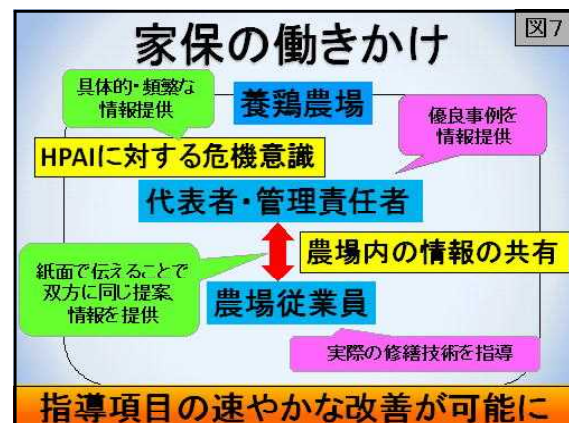 図7
家保の働きかけ
具体的・頻繁な
情報提供
養鶏農場
優良事例を
情報提供
HPAIに対する危機意識
代表者・管理責任者
農場内の情報の共有
紙面で伝えることで
双方に同じ提案、
情報を提供
農場従業員
実際の修繕技術を指導
指導項目の速やかな改善が可能に